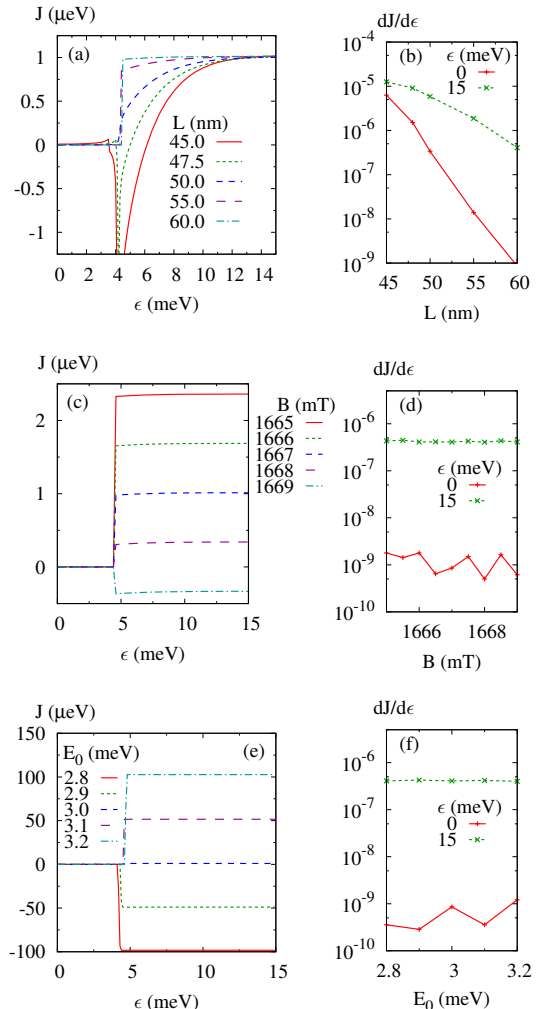 J (μeV)
(a)
1
0.5
0
-0.5
-1
L (nm)
45.0
47.5
50.0
55.0
60.0
0 2 4 6 8 10 12 14
ϵ (meV)
dJ/dϵ
(b)
ϵ (meV)
0
15
10⁻⁴
10⁻⁵
10⁻⁶
10⁻⁷
10⁻⁸
10⁻⁹
45 50 55 60
L (nm)
J (μeV)
(c)
2
1
0
0 5 10 15
ϵ (meV)
B (mT)
1665
1666
1667
1668
1669
dJ/dϵ
(d)
10⁻⁶
10⁻⁷
10⁻⁸
10⁻⁹
10⁻¹⁰
ϵ (meV)
0
15
1666 1668
B (mT)
J (μeV)
(e)
E₀ (meV)
2.8
2.9
3.0
3.1
3.2
100
50
0
-50
-100
0 5 10 15
ϵ (meV)
dJ/dϵ
(f)
10⁻⁶
10⁻⁷
10⁻⁸
10⁻⁹
10⁻¹⁰
ϵ (meV)
0
15
2.8 3 3.2
E₀ (meV)